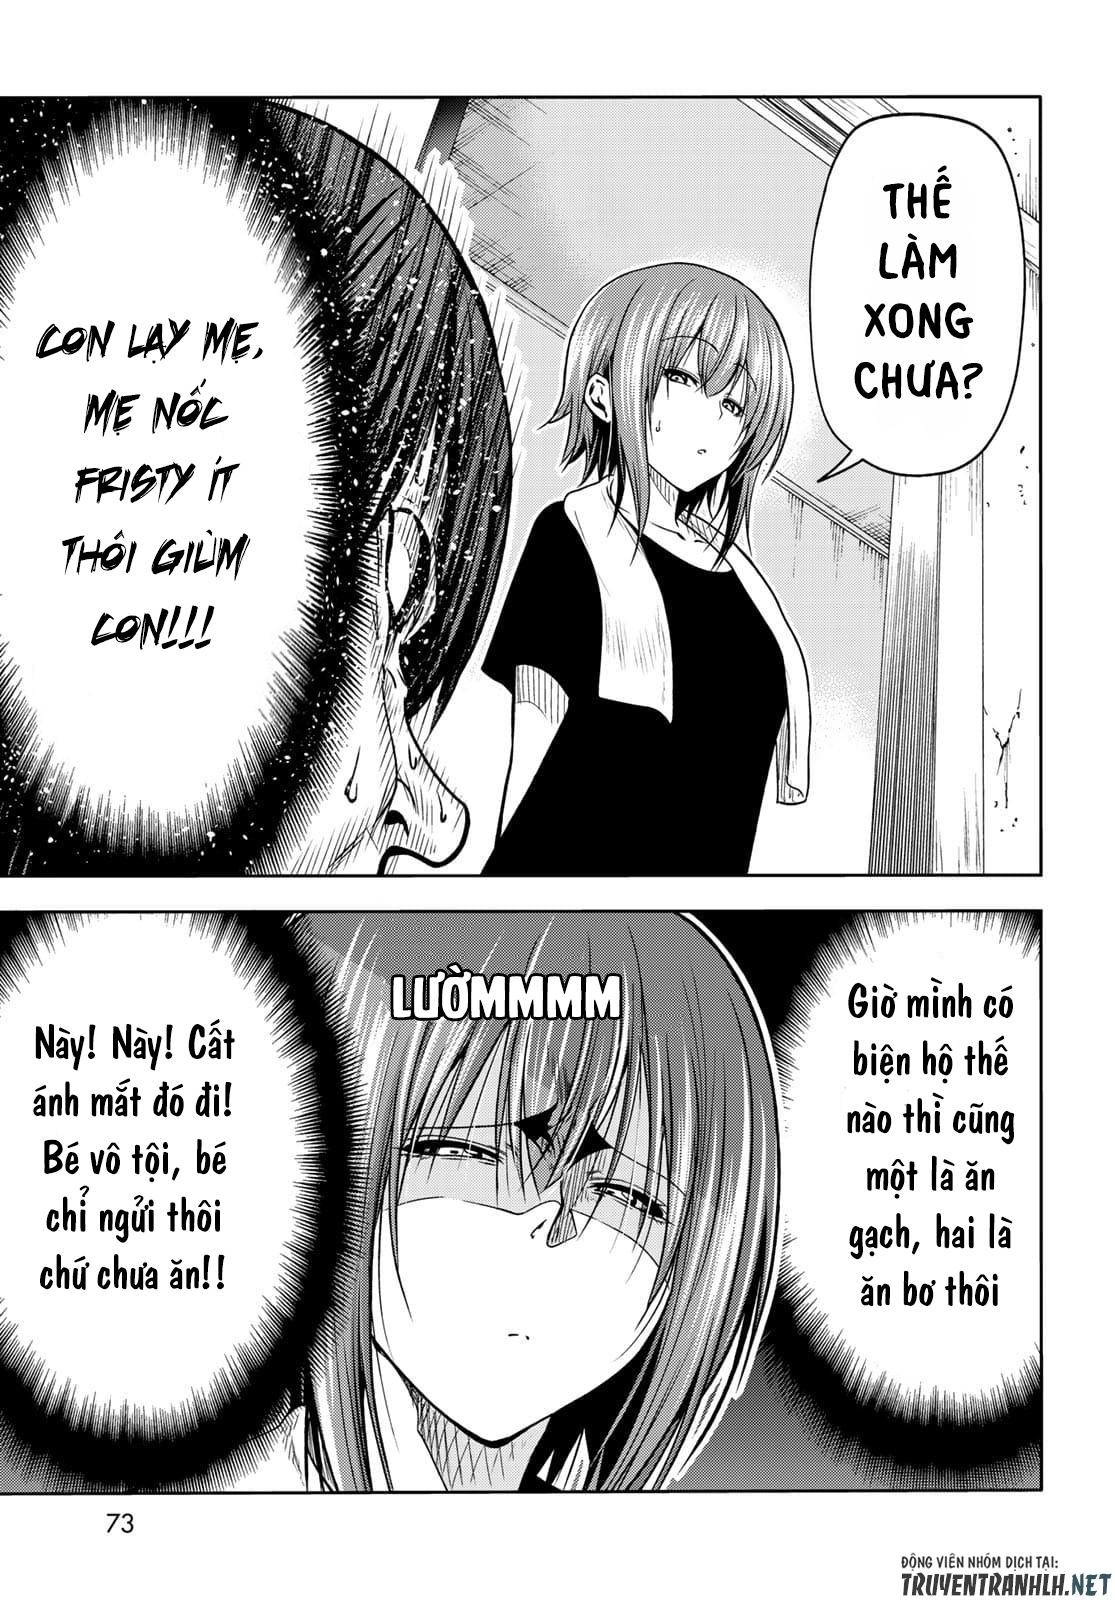 THẾ
LÀM
XONG
CHƯA?
CON LẠY MẸ,
MẸ NỐC
FRISTY ÍT
THÔI GIÙM
CON!!!
Giờ mình có
biện hộ thế
nào thì cũng
một là ăn
gạch, hai là
ăn bơ thôi
LƯỜMMMM
Này! Này! Cất
ánh mắt đó đi!
Bé vô tội, bé
chỉ ngửi thôi
chứ chưa ăn!!
73
ĐỘNG VIÊN NHÓM DỊCH TẠI:
TRUYENTRANHLH.NET